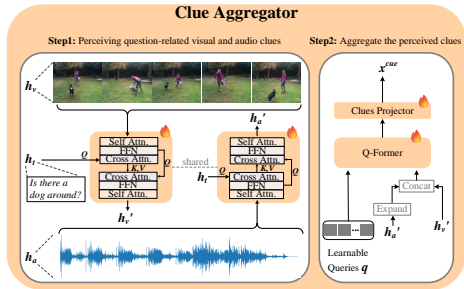 Clue Aggregator
Step1: Perceiving question-related visual and audio clues
h_v
h_t
Is there a
dog around?
h_a
Self Attn.
FFN
Cross Attn.
Q
K,V
Q
Cross Attn.
FFN
Self Attn.
h_v'
shared
h_a'
Self Attn.
FFN
Cross Attn.
h_t
Q
K,V
Q
Cross Attn.
FFN
Self Attn.
Step2: Aggregate the perceived clues
x^cue
Clues Projector
Q-Former
Concat
Expand
...
h_a'
h_v'
Learnable
Queries q